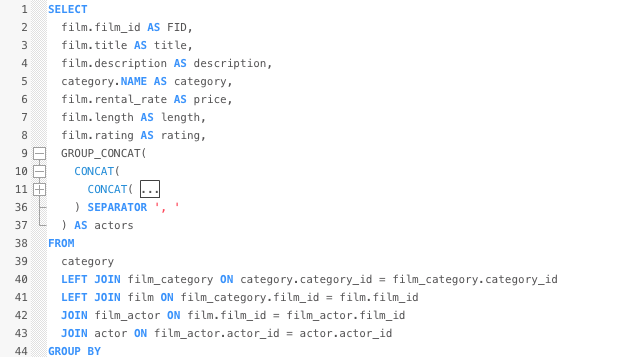 1 SELECT
2 film.film_id AS FID,
3 film.title AS title,
4 film.description AS description,
5 category.NAME AS category,
6 film.rental_rate AS price,
7 film.length AS length,
8 film.rating AS rating,
9 GROUP_CONCAT(
10 CONCAT(
11 CONCAT( ...
36 ) SEPARATOR ', '
37 ) AS actors
38 FROM
39 category
40 LEFT JOIN film_category ON category.category_id = film_category.category_id
41 LEFT JOIN film ON film_category.film_id = film.film_id
42 JOIN film_actor ON film.film_id = film_actor.film_id
43 JOIN actor ON film_actor.actor_id = actor.actor_id
44 GROUP BY